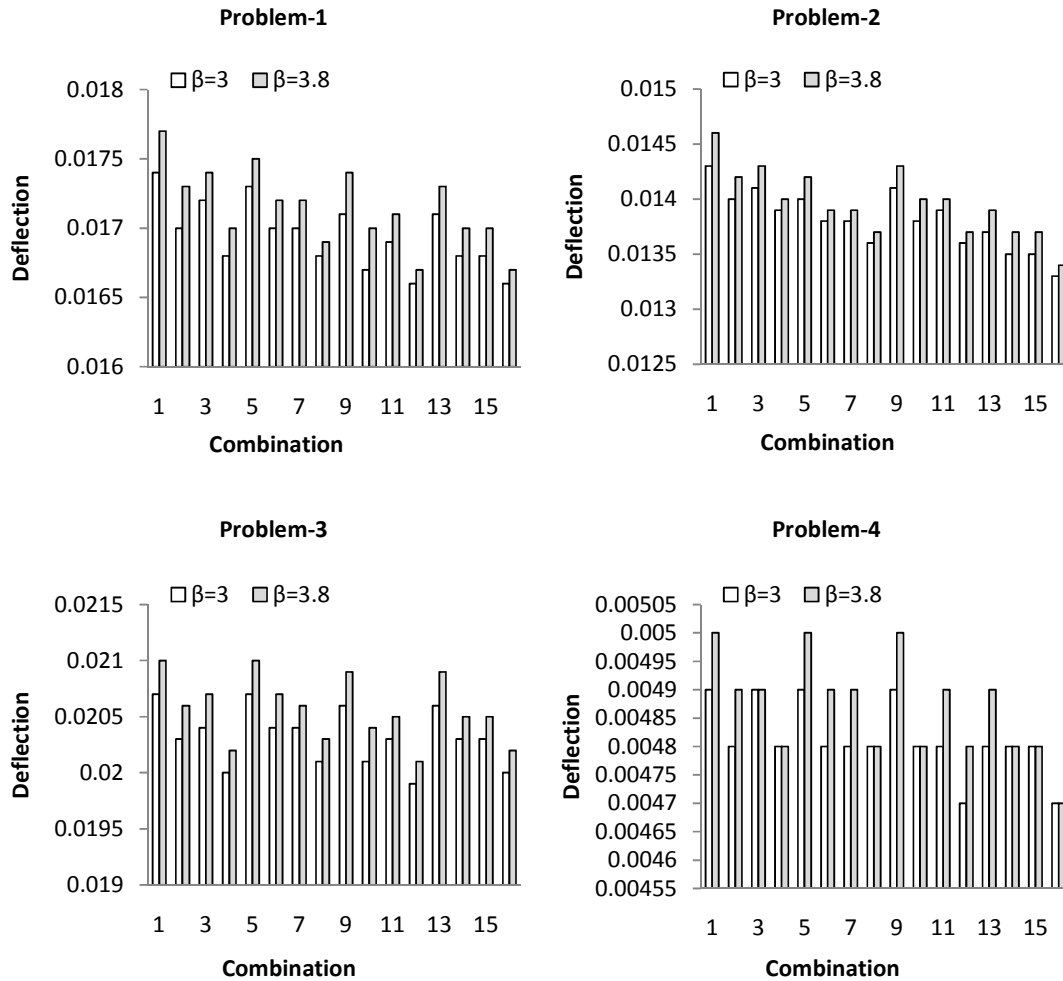 Problem-1
β=3 β=3.8
0.018
0.0175
0.017
0.0165
0.016
Deflection
1 3 5 7 9 11 13 15
Combination
Problem-2
β=3 β=3.8
0.015
0.0145
0.014
0.0135
0.013
0.0125
Deflection
1 3 5 7 9 11 13 15
Combination
Problem-3
β=3 β=3.8
0.0215
0.021
0.0205
0.02
0.0195
0.019
Deflection
1 3 5 7 9 11 13 15
Combination
Problem-4
β=3 β=3.8
0.00505
0.005
0.00495
0.0049
0.00485
0.0048
0.00475
0.0047
0.00465
0.0046
0.00455
Deflection
1 3 5 7 9 11 13 15
Combination